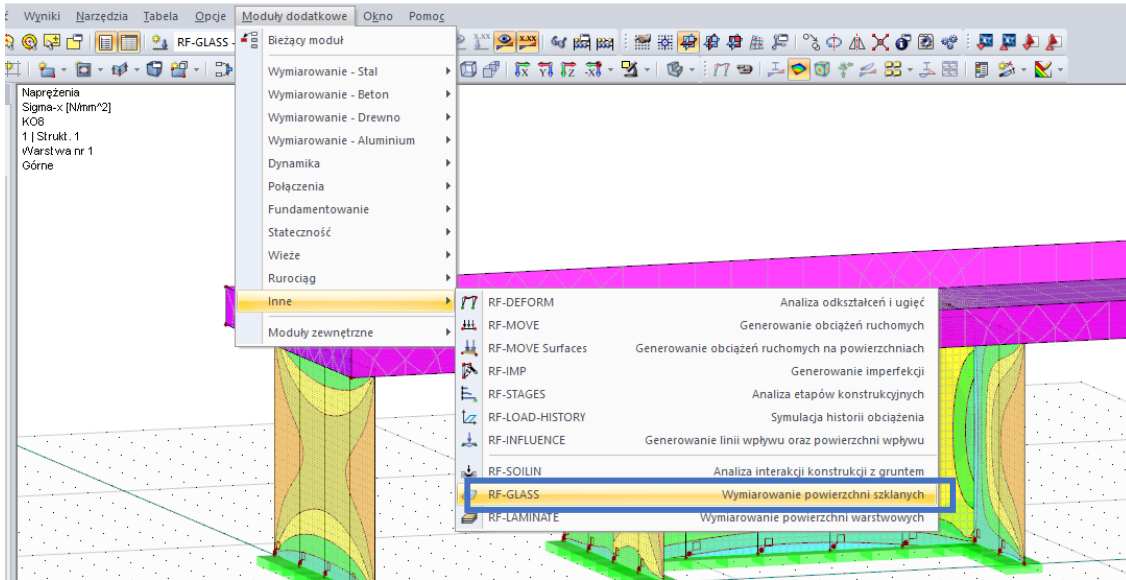 Wyniki Narzędzia Tabela Opcje Moduły dodatkowe Okno Pomoc
RF-GLASS -
X.XX
Naprężenia
Sigma-x [N/mm^2]
KO8
1 | Strukt. 1
Warstwa nr 1
Górne
Bieżący moduł
Wymiarowanie - Stal
Wymiarowanie - Beton
Wymiarowanie - Drewno
Wymiarowanie - Aluminium
Dynamika
Połączenia
Fundamentowanie
Stateczność
Wieże
Rurociąg
Inne
Moduły zewnętrzne
RF-DEFORM Analiza odkształceń i ugięć
RF-MOVE Generowanie obciążeń ruchomych
RF-MOVE Surfaces Generowanie obciążeń ruchomych na powierzchniach
RF-IMP Generowanie imperfekcji
RF-STAGES Analiza etapów konstrukcyjnych
RF-LOAD-HISTORY Symulacja historii obciążenia
RF-INFLUENCE Generowanie linii wpływu oraz powierzchni wpływu
RF-SOILIN Analiza interakcji konstrukcji z gruntem
RF-GLASS Wymiarowanie powierzchni szklanych
RF-LAMINATE Wymiarowanie powierzchni warstwowych